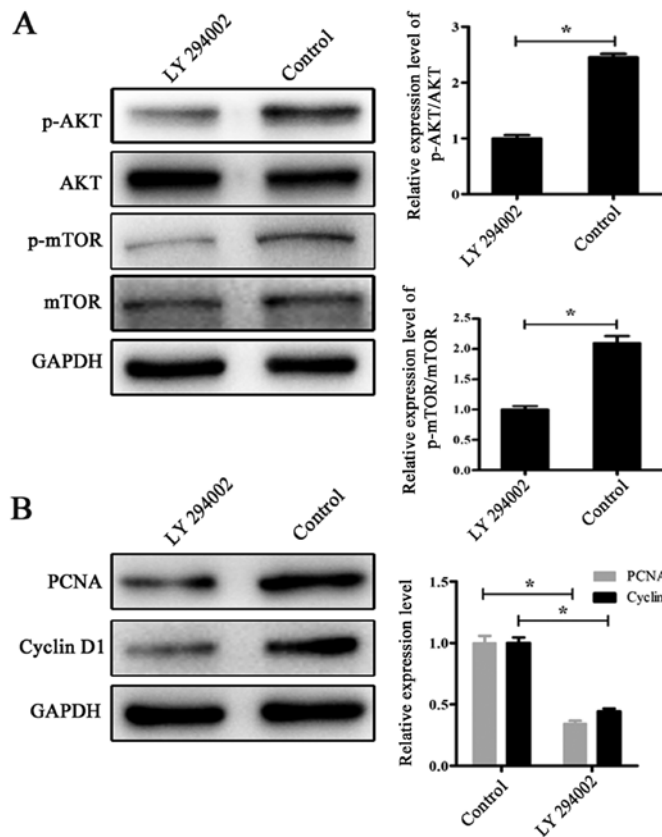 A
LY 294002
Control
p-AKT
AKT
p-mTOR
mTOR
GAPDH
Relative expression level of
p-AKT/AKT
3
2
1
0
*
LY 294002
Control
Relative expression level of
p-mTOR/mTOR
2.5
2.0
1.5
1.0
0.5
0.0
*
LY 294002
Control
B
LY 294002
Control
PCNA
Cyclin D1
GAPDH
Relative expression level
1.5
1.0
0.5
0.0
*
*
PCNA
Cyclin
Control
LY 294002